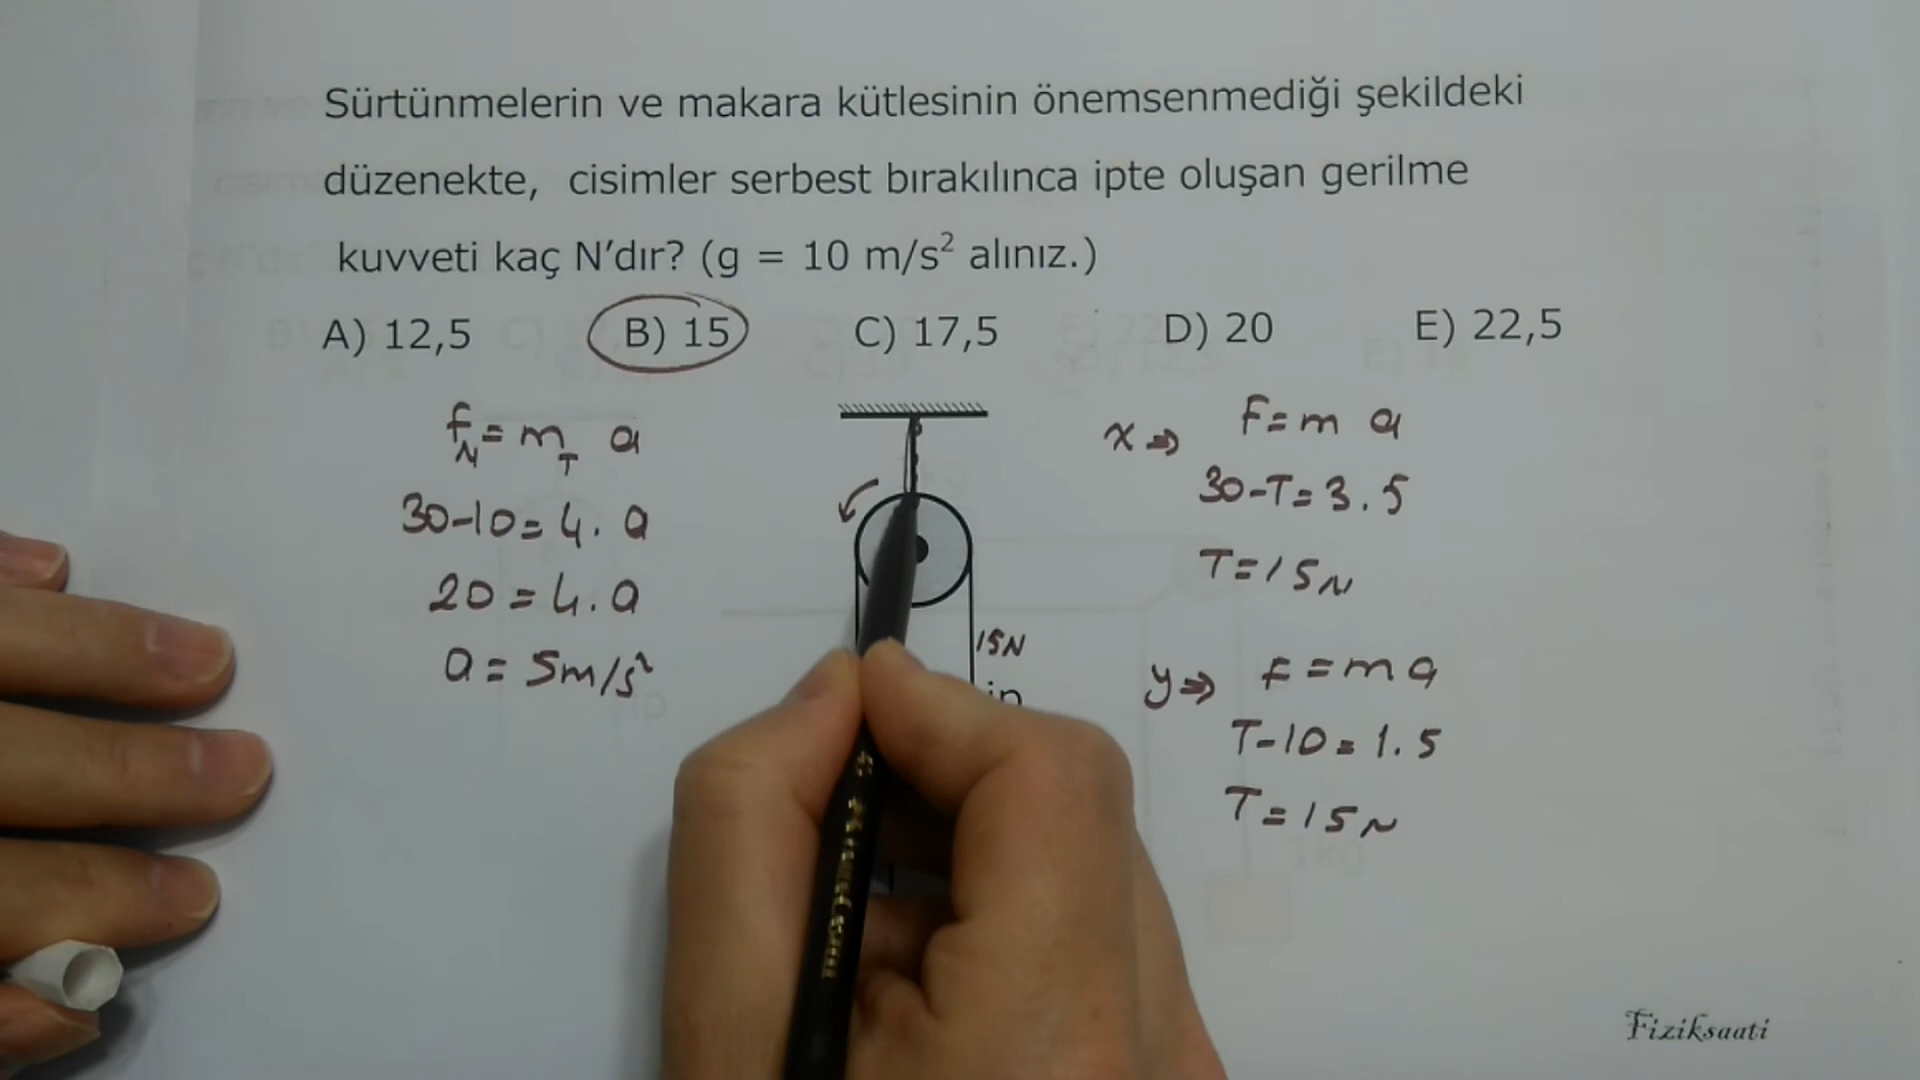 Sürtünmelerin ve makara kütlesinin önemsenmediği şekildeki
düzenekte, cisimler serbest bırakılınca ipte oluşan gerilme
kuvveti kaç N'dır? (g = 10 m/s² alınız.)
A) 12,5 B) 15 C) 17,5 D) 20 E) 22,5
f_N = m_T a
30-10 = 4. a
20 = 4. a
a = 5m/s²
15N
ip
x ⇒ F = m a
30-T = 3.5
T = 15N
y ⇒ F = m a
T-10 = 1.5
T = 15N
Fiziksaati